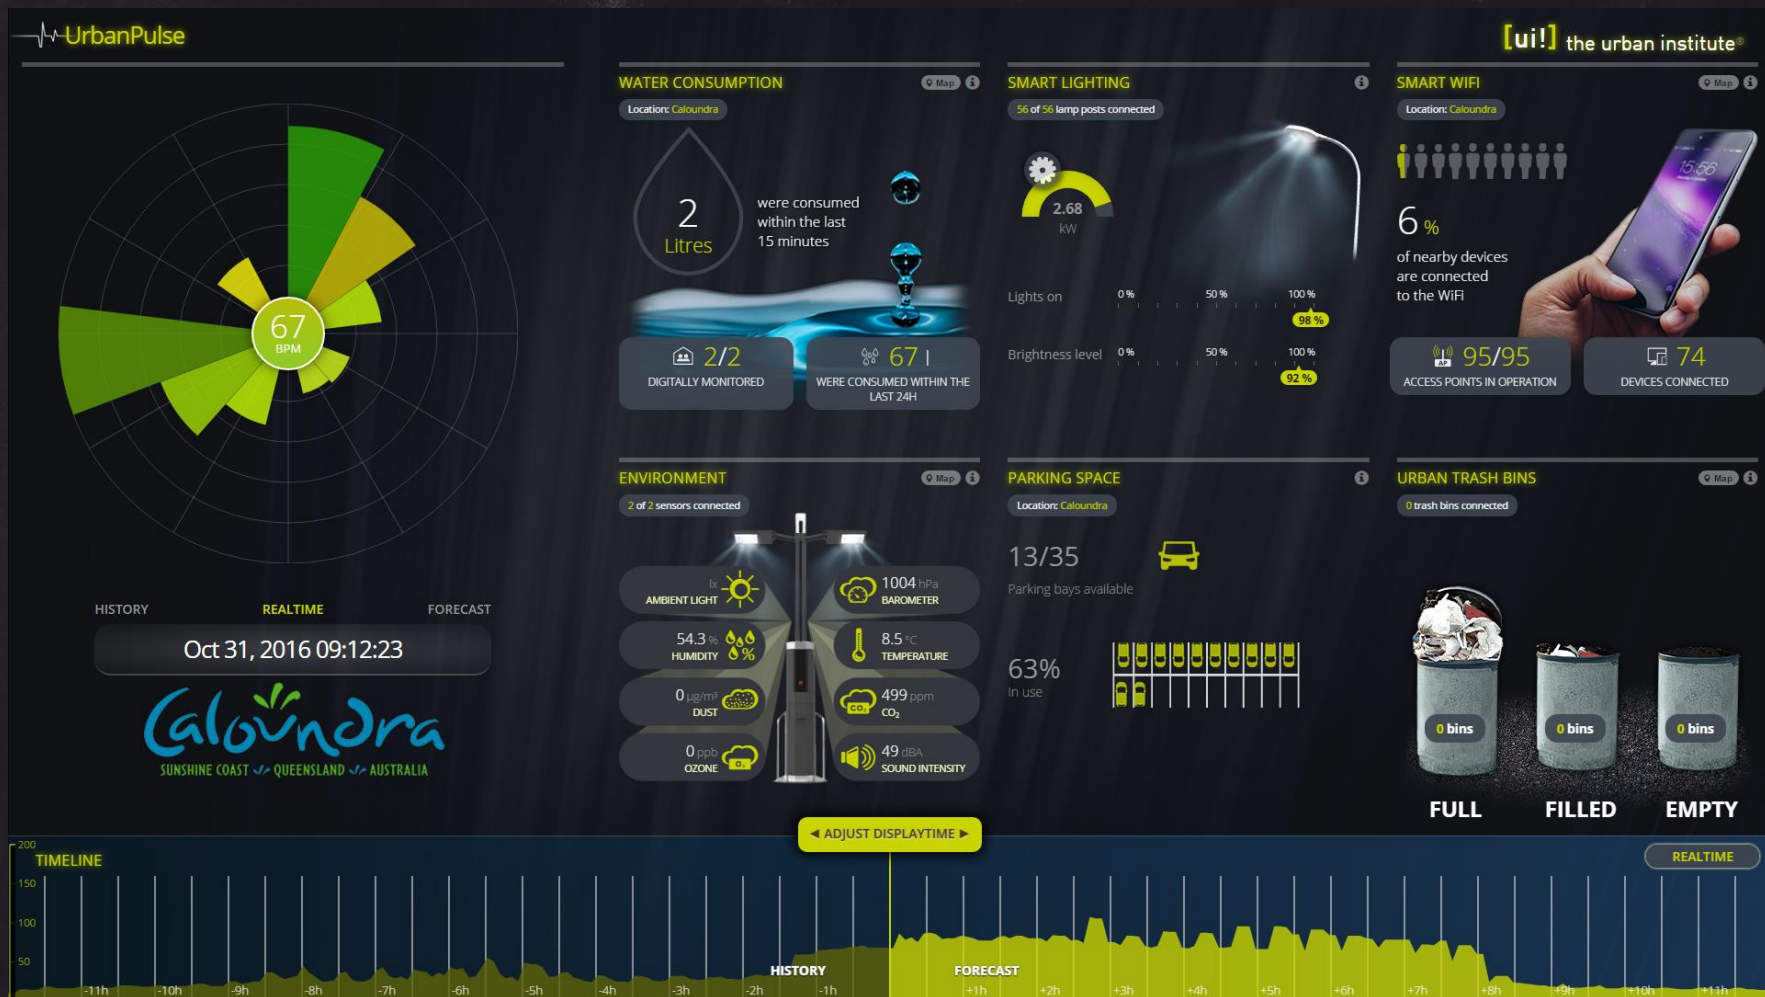 UrbanPulse
[ui!] the urban institute®
67
BPM
HISTORY
REALTIME
FORECAST
Oct 31, 2016 09:12:23
Caloundra
SUNSHINE COAST QUEENSLAND AUSTRALIA
WATER CONSUMPTION
Map
Location: Caloundra
2
Litres
were consumed
within the last
15 minutes
2/2
DIGITALLY MONITORED
67 l
WERE CONSUMED WITHIN THE
LAST 24H
SMART LIGHTING
56 of 56 lamp posts connected
2.68
kW
Lights on
0 %
50 %
100 %
98 %
Brightness level
0 %
50 %
100 %
92 %
SMART WIFI
Map
Location: Caloundra
15:56
6 %
of nearby devices
are connected
to the WiFi
AP
95/95
ACCESS POINTS IN OPERATION
74
DEVICES CONNECTED
ENVIRONMENT
Map
2 of 2 sensors connected
lx
AMBIENT LIGHT
1004 hPa
BAROMETER
54.3 %
HUMIDITY
%
8.5 °C
TEMPERATURE
0 µg/m³
DUST
CO₂
499 ppm
CO₂
0 ppb
OZONE
O₃
49 dBA
SOUND INTENSITY
PARKING SPACE
Location: Caloundra
13/35
Parking bays available
63%
In use
URBAN TRASH BINS
Map
0 trash bins connected
0 bins
0 bins
0 bins
FULL
FILLED
EMPTY
◄ ADJUST DISPLAYTIME ►
TIMELINE
REALTIME
200
150
100
50
HISTORY
FORECAST
-11h
-10h
-9h
-8h
-7h
-6h
-5h
-4h
-3h
-2h
-1h
+1h
+2h
+3h
+4h
+5h
+6h
+7h
+8h
+9h
+10h
+11h